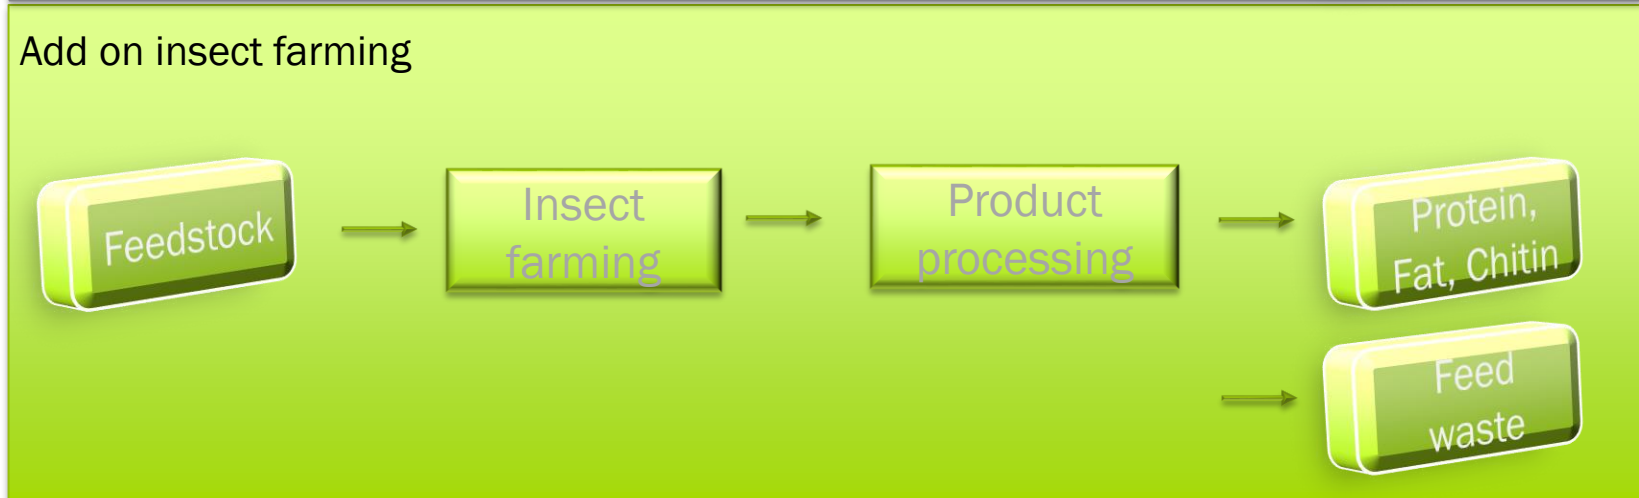 Add on insect farming
Feedstock
Insect
farming
Product
processing
Protein,
Fat, Chitin
Feed
waste